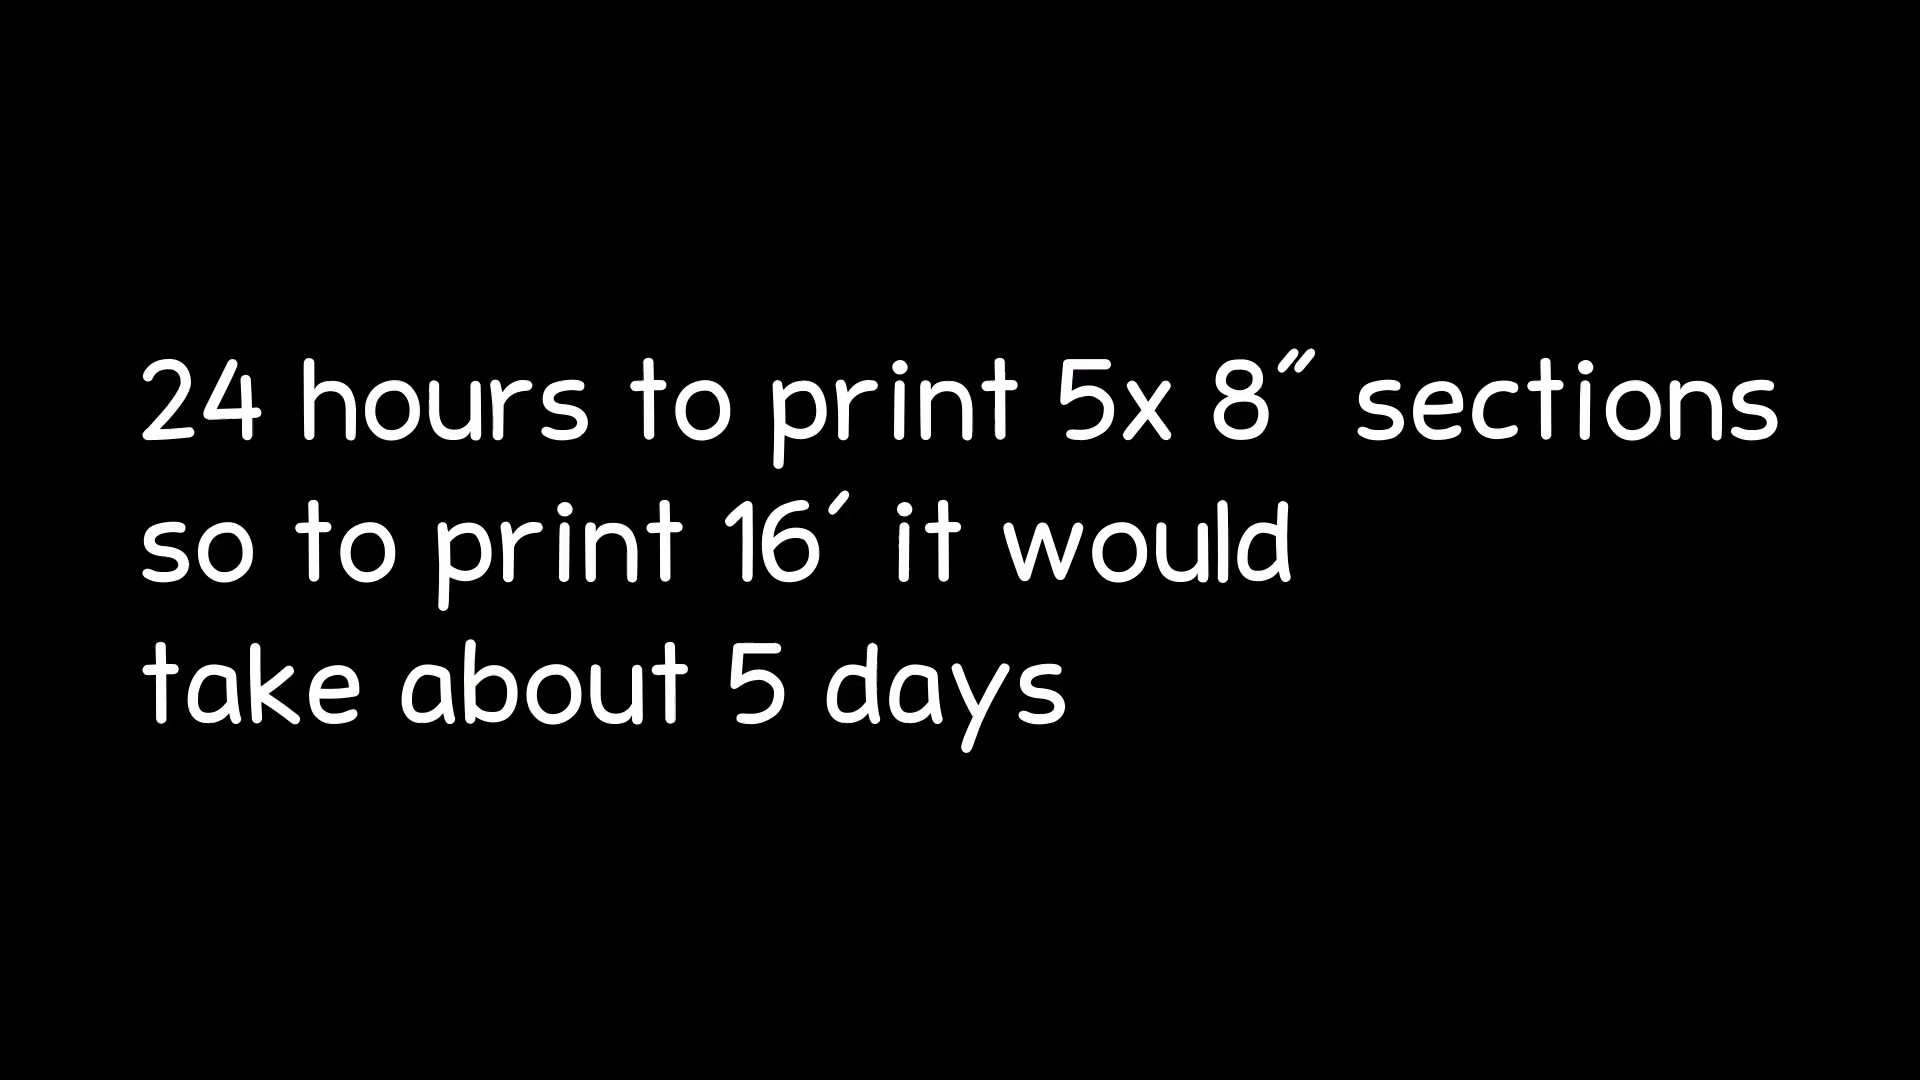 24 hours to print 5x 8″ sections
so to print 16′ it would
take about 5 days